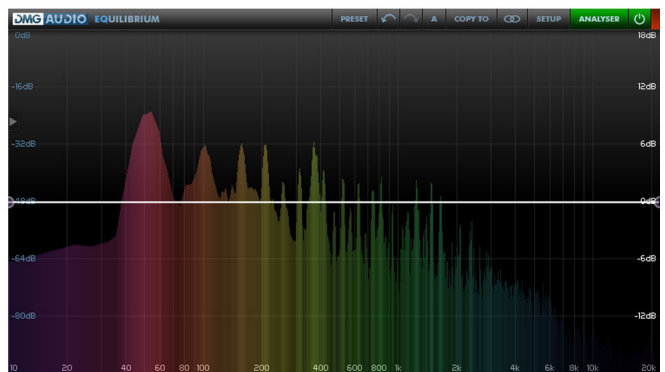 DMG AUDIO EQUILIBRIUM PRESET A COPY TO SETUP ANALYSER
0dB 18dB
-16dB 12dB
-32dB 6dB
-48dB 0dB
-64dB -6dB
-80dB -12dB
10 20 40 60 80 100 200 400 600 800 1k 2k 4k 6k 8k 10k 20k